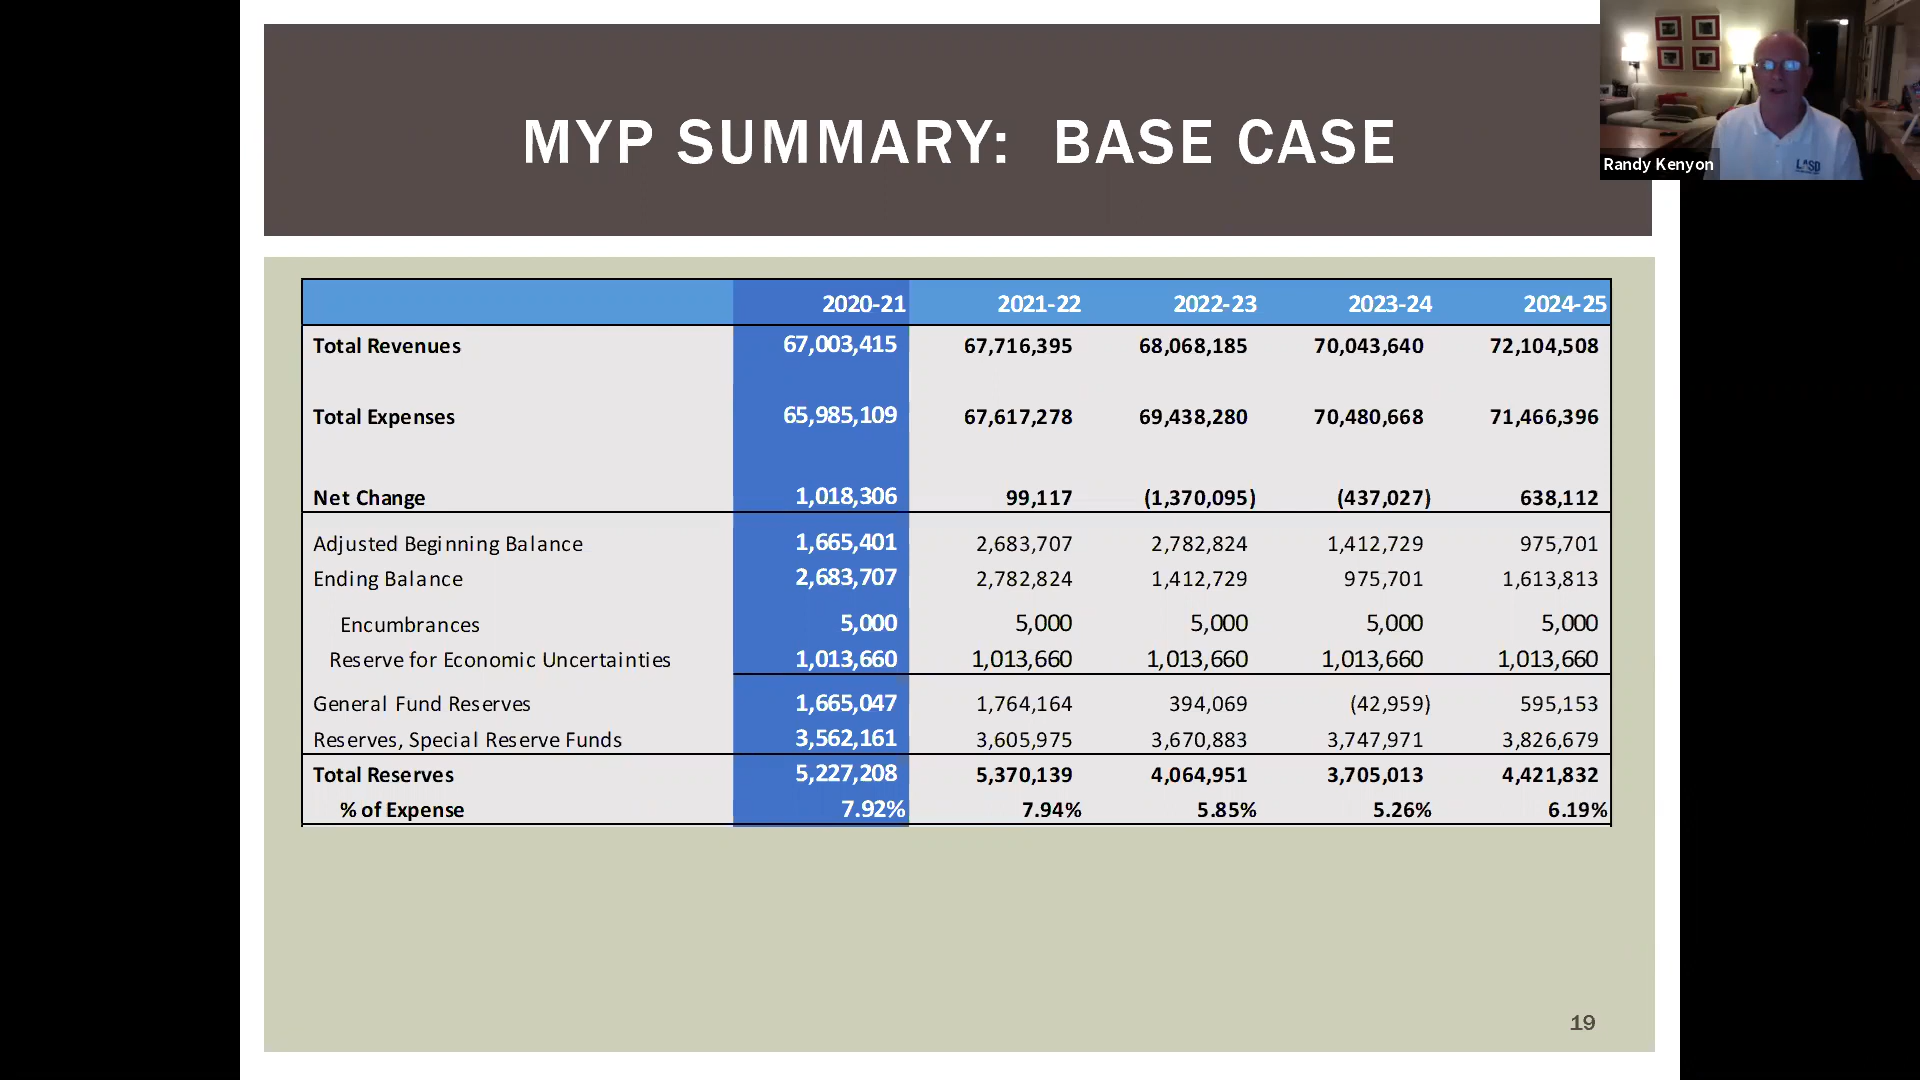 MYP SUMMARY: BASE CASE
Randy Kenyon
LASD
2020-21 2021-22 2022-23 2023-24 2024-25
Total Revenues 67,003,415 67,716,395 68,068,185 70,043,640 72,104,508
Total Expenses 65,985,109 67,617,278 69,438,280 70,480,668 71,466,396
Net Change 1,018,306 99,117 (1,370,095) (437,027) 638,112
Adjusted Beginning Balance 1,665,401 2,683,707 2,782,824 1,412,729 975,701
Ending Balance 2,683,707 2,782,824 1,412,729 975,701 1,613,813
Encumbrances 5,000 5,000 5,000 5,000 5,000
Reserve for Economic Uncertainties 1,013,660 1,013,660 1,013,660 1,013,660 1,013,660
General Fund Reserves 1,665,047 1,764,164 394,069 (42,959) 595,153
Reserves, Special Reserve Funds 3,562,161 3,605,975 3,670,883 3,747,971 3,826,679
Total Reserves 5,227,208 5,370,139 4,064,951 3,705,013 4,421,832
% of Expense 7.92% 7.94% 5.85% 5.26% 6.19%
19